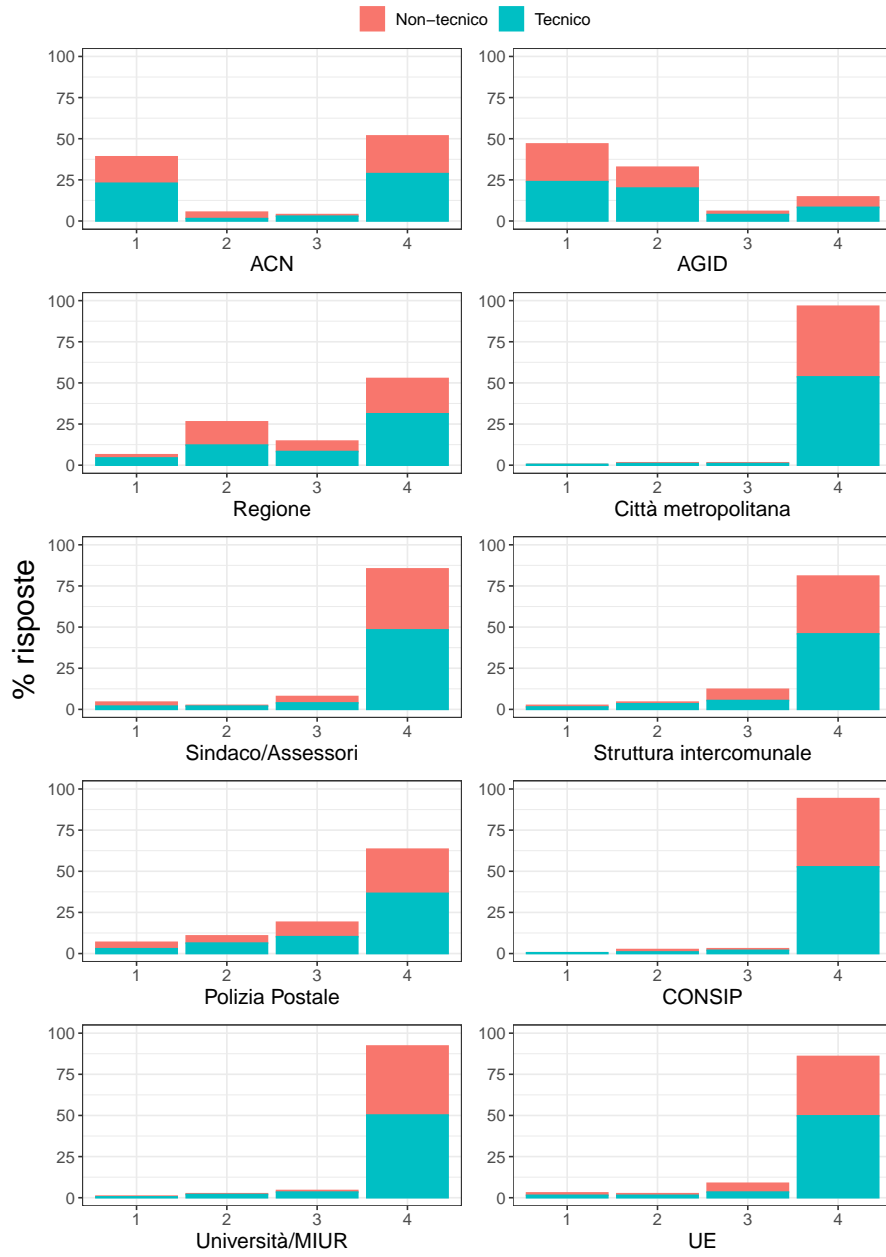 Non-tecnico Tecnico
% risposte
100
75
50
25
0
1 2 3 4
ACN
100
75
50
25
0
1 2 3 4
AGID
100
75
50
25
0
1 2 3 4
Regione
100
75
50
25
0
1 2 3 4
Città metropolitana
100
75
50
25
0
1 2 3 4
Sindaco/Assessori
100
75
50
25
0
1 2 3 4
Struttura intercomunale
100
75
50
25
0
1 2 3 4
Polizia Postale
100
75
50
25
0
1 2 3 4
CONSIP
100
75
50
25
0
1 2 3 4
Università/MIUR
100
75
50
25
0
1 2 3 4
UE